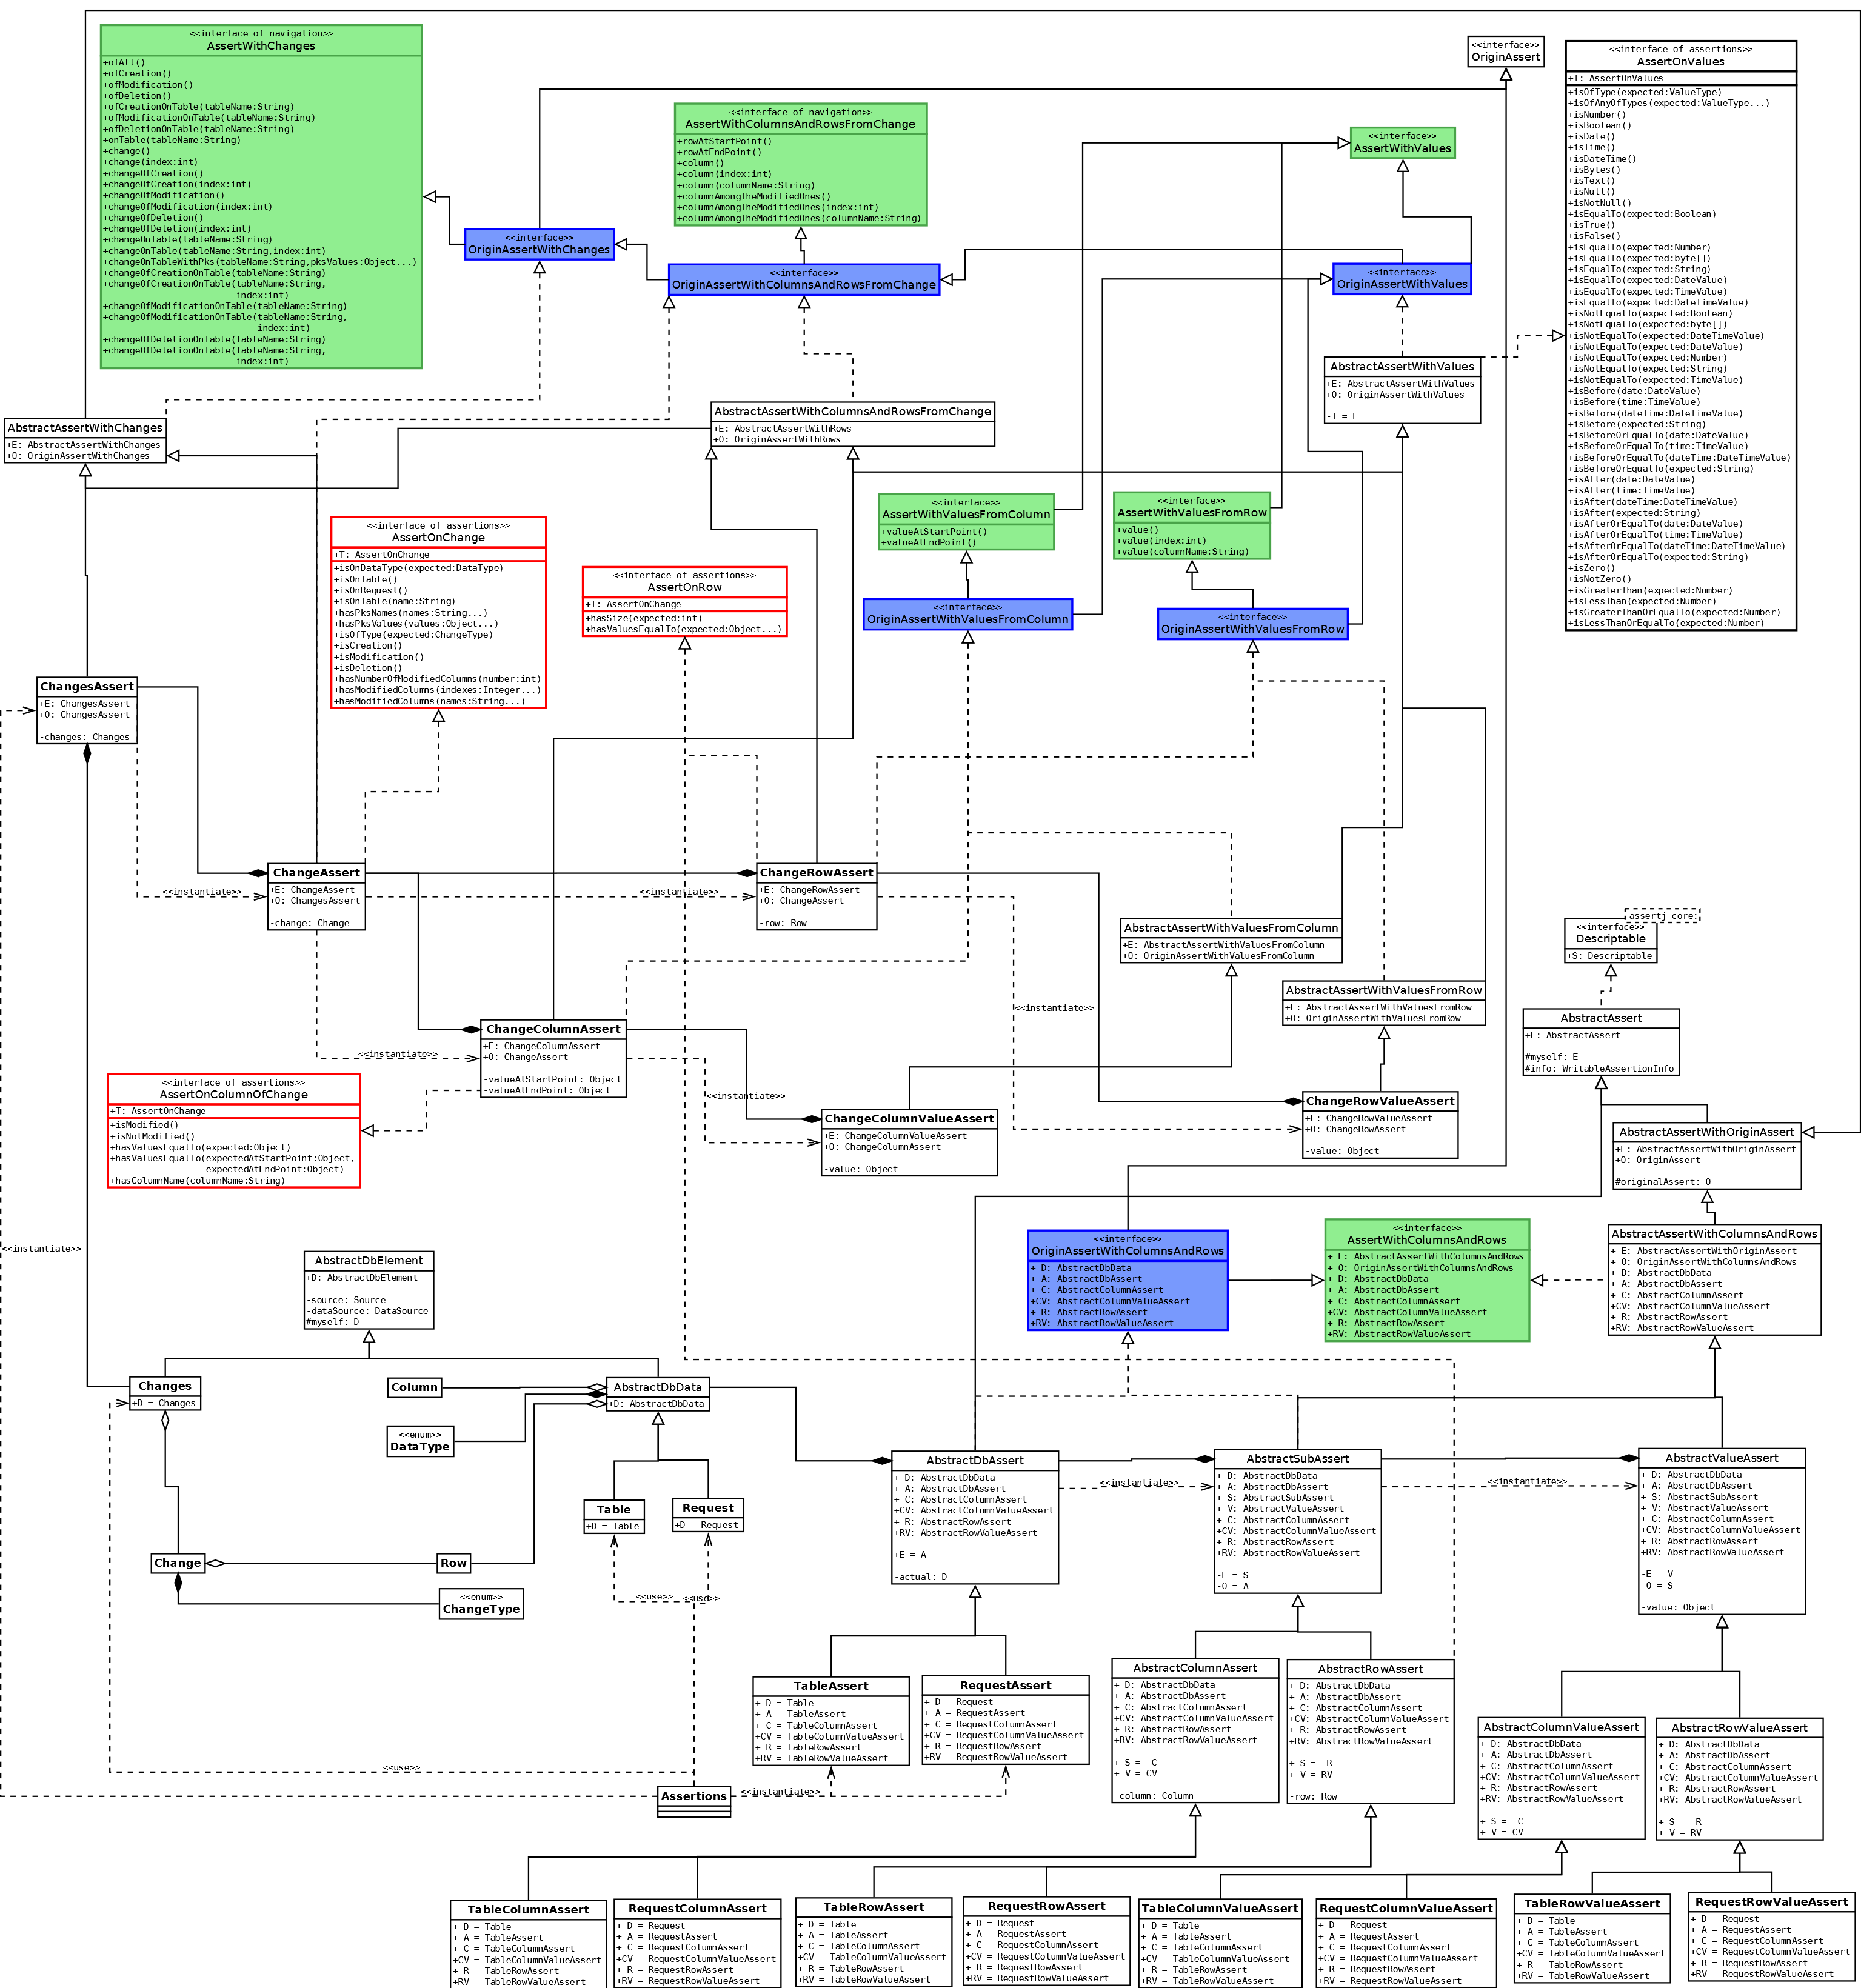 <<interface of navigation>>
AssertWithChanges
+ofAll()
+ofCreation()
+ofModification()
+ofDeletion()
+ofCreationOnTable(tableName:String)
+ofModificationOnTable(tableName:String)
+ofDeletionOnTable(tableName:String)
+onTable(tableName:String)
+change()
+change(index:int)
+changeOfCreation()
+changeOfCreation(index:int)
+changeOfModification()
+changeOfModification(index:int)
+changeOfDeletion()
+changeOfDeletion(index:int)
+changeOnTable(tableName:String)
+changeOnTable(tableName:String,index:int)
+changeOnTableWithPks(tableName:String,pksValues:Object...)
+changeOfCreationOnTable(tableName:String)
+changeOfCreationOnTable(tableName:String,
index:int)
+changeOfModificationOnTable(tableName:String)
+changeOfModificationOnTable(tableName:String,
index:int)
+changeOfDeletionOnTable(tableName:String)
+changeOfDeletionOnTable(tableName:String,
index:int)
<<interface of navigation>>
AssertWithColumnsAndRowsFromChange
+rowAtStartPoint()
+rowAtEndPoint()
+column()
+column(index:int)
+column(columnName:String)
+columnAmongTheModifiedOnes()
+columnAmongTheModifiedOnes(index:int)
+columnAmongTheModifiedOnes(columnName:String)
<<interface>>
OriginAssert
<<interface>>
AssertWithValues
<<interface of assertions>>
AssertOnValues
+T: AssertOnValues
+isOfType(expected:ValueType)
+isOfAnyOfTypes(expected:ValueType...)
+isNumber()
+isBoolean()
+isDate()
+isTime()
+isDateTime()
+isBytes()
+isText()
+isNull()
+isNotNull()
+isEqualTo(expected:Boolean)
+isTrue()
+isFalse()
+isEqualTo(expected:Number)
+isEqualTo(expected:byte[])
+isEqualTo(expected:String)
+isEqualTo(expected:DateValue)
+isEqualTo(expected:TimeValue)
+isEqualTo(expected:DateTimeValue)
+isNotEqualTo(expected:Boolean)
+isNotEqualTo(expected:byte[])
+isNotEqualTo(expected:DateTimeValue)
+isNotEqualTo(expected:DateValue)
+isNotEqualTo(expected:Number)
+isNotEqualTo(expected:String)
+isNotEqualTo(expected:TimeValue)
+isBefore(date:DateValue)
+isBefore(time:TimeValue)
+isBefore(dateTime:DateTimeValue)
+isBefore(expected:String)
+isBeforeOrEqualTo(date:DateValue)
+isBeforeOrEqualTo(time:TimeValue)
+isBeforeOrEqualTo(dateTime:DateTimeValue)
+isBeforeOrEqualTo(expected:String)
+isAfter(date:DateValue)
+isAfter(time:TimeValue)
+isAfter(dateTime:DateTimeValue)
+isAfter(expected:String)
+isAfterOrEqualTo(date:DateValue)
+isAfterOrEqualTo(time:TimeValue)
+isAfterOrEqualTo(dateTime:DateTimeValue)
+isAfterOrEqualTo(expected:String)
+isZero()
+isNotZero()
+isGreaterThan(expected:Number)
+isLessThan(expected:Number)
+isGreaterThanOrEqualTo(expected:Number)
+isLessThanOrEqualTo(expected:Number)
<<interface>>
OriginAssertWithChanges
<<interface>>
OriginAssertWithColumnsAndRowsFromChange
<<interface>>
OriginAssertWithValues
AbstractAssertWithValues
+E: AbstractAssertWithValues
+O: OriginAssertWithValues
-T = E
AbstractAssertWithChanges
+E: AbstractAssertWithChanges
+O: OriginAssertWithChanges
AbstractAssertWithColumnsAndRowsFromChange
+E: AbstractAssertWithRows
+O: OriginAssertWithRows
<<interface of assertions>>
AssertOnChange
+T: AssertOnChange
+isOnDataType(expected:DataType)
+isOnTable()
+isOnRequest()
+isOnTable(name:String)
+hasPksNames(names:String...)
+hasPksValues(values:Object...)
+isOfType(expected:ChangeType)
+isCreation()
+isModification()
+isDeletion()
+hasNumberOfModifiedColumns(number:int)
+hasModifiedColumns(indexes:Integer...)
+hasModifiedColumns(names:String...)
<<interface of assertions>>
AssertOnRow
+T: AssertOnChange
+hasSize(expected:int)
+hasValuesEqualTo(expected:Object...)
<<interface>>
AssertWithValuesFromColumn
+valueAtStartPoint()
+valueAtEndPoint()
<<interface>>
AssertWithValuesFromRow
+value()
+value(index:int)
+value(columnName:String)
<<interface>>
OriginAssertWithValuesFromColumn
<<interface>>
OriginAssertWithValuesFromRow
ChangesAssert
+E: ChangesAssert
+O: ChangesAssert
-changes: Changes
ChangeAssert
+E: ChangeAssert
+O: ChangesAssert
-change: Change
<<instantiate>>
<<instantiate>>
ChangeRowAssert
+E: ChangeRowAssert
+O: ChangeAssert
-row: Row
AbstractAssertWithValuesFromColumn
+E: AbstractAssertWithValuesFromColumn
+O: OriginAssertWithValuesFromColumn
assertj-core:
<<interface>>
Descriptable
+S: Descriptable
AbstractAssertWithValuesFromRow
+E: AbstractAssertWithValuesFromRow
+O: OriginAssertWithValuesFromRow
<<instantiate>>
AbstractAssert
+E: AbstractAssert
#myself: E
#info: WritableAssertionInfo
ChangeColumnAssert
+E: ChangeColumnAssert
+O: ChangeAssert
-valueAtStartPoint: Object
-valueAtEndPoint: Object
<<instantiate>>
<<instantiate>>
<<interface of assertions>>
AssertOnColumnOfChange
+T: AssertOnChange
+isModified()
+isNotModified()
+hasValuesEqualTo(expected:Object)
+hasValuesEqualTo(expectedAtStartPoint:Object,
expectedAtEndPoint:Object)
+hasColumnName(columnName:String)
ChangeColumnValueAssert
+E: ChangeColumnValueAssert
+O: ChangeColumnAssert
-value: Object
ChangeRowValueAssert
+E: ChangeRowValueAssert
+O: ChangeRowAssert
-value: Object
AbstractAssertWithOriginAssert
+E: AbstractAssertWithOriginAssert
+O: OriginAssert
#originalAssert: O
<<instantiate>>
<<interface>>
OriginAssertWithColumnsAndRows
+ D: AbstractDbData
+ A: AbstractDbAssert
+ C: AbstractColumnAssert
+CV: AbstractColumnValueAssert
+ R: AbstractRowAssert
+RV: AbstractRowValueAssert
<<interface>>
AssertWithColumnsAndRows
+ E: AbstractAssertWithColumnsAndRows
+ O: OriginAssertWithColumnsAndRows
+ D: AbstractDbData
+ A: AbstractDbAssert
+ C: AbstractColumnAssert
+CV: AbstractColumnValueAssert
+ R: AbstractRowAssert
+RV: AbstractRowValueAssert
AbstractAssertWithColumnsAndRows
+ E: AbstractAssertWithOriginAssert
+ O: OriginAssertWithColumnsAndRows
+ D: AbstractDbData
+ A: AbstractDbAssert
+ C: AbstractColumnAssert
+CV: AbstractColumnValueAssert
+ R: AbstractRowAssert
+RV: AbstractRowValueAssert
AbstractDbElement
+D: AbstractDbElement
-source: Source
-dataSource: DataSource
#myself: D
Changes
+D = Changes
Column
<<enum>>
DataType
AbstractDbData
+D: AbstractDbData
Table
+D = Table
Request
+D = Request
Change
Row
<<enum>>
ChangeType
<<use>>
<<use>>
AbstractDbAssert
+ D: AbstractDbData
+ A: AbstractDbAssert
+ C: AbstractColumnAssert
+CV: AbstractColumnValueAssert
+ R: AbstractRowAssert
+RV: AbstractRowValueAssert
+E = A
-actual: D
<<instantiate>>
AbstractSubAssert
+ D: AbstractDbData
+ A: AbstractDbAssert
+ S: AbstractSubAssert
+ V: AbstractValueAssert
+ C: AbstractColumnAssert
+CV: AbstractColumnValueAssert
+ R: AbstractRowAssert
+RV: AbstractRowValueAssert
-E = S
-O = A
<<instantiate>>
AbstractValueAssert
+ D: AbstractDbData
+ A: AbstractDbAssert
+ S: AbstractSubAssert
+ V: AbstractValueAssert
+ C: AbstractColumnAssert
+CV: AbstractColumnValueAssert
+ R: AbstractRowAssert
+RV: AbstractRowValueAssert
-E = V
-O = S
-value: Object
TableAssert
+ D = Table
+ A = TableAssert
+ C = TableColumnAssert
+CV = TableColumnValueAssert
+ R = TableRowAssert
+RV = TableRowValueAssert
RequestAssert
+ D = Request
+ A = RequestAssert
+ C = RequestColumnAssert
+CV = RequestColumnValueAssert
+ R = RequestRowAssert
+RV = RequestRowValueAssert
AbstractColumnAssert
+ D: AbstractDbData
+ A: AbstractDbAssert
+ C: AbstractColumnAssert
+CV: AbstractColumnValueAssert
+ R: AbstractRowAssert
+RV: AbstractRowValueAssert
+ S =  C
+ V = CV
-column: Column
AbstractRowAssert
+ D: AbstractDbData
+ A: AbstractDbAssert
+ C: AbstractColumnAssert
+CV: AbstractColumnValueAssert
+ R: AbstractRowAssert
+RV: AbstractRowValueAssert
+ S =  R
+ V = RV
-row: Row
AbstractColumnValueAssert
+ D: AbstractDbData
+ A: AbstractDbAssert
+ C: AbstractColumnAssert
+CV: AbstractColumnValueAssert
+ R: AbstractRowAssert
+RV: AbstractRowValueAssert
+ S =  C
+ V = CV
AbstractRowValueAssert
+ D: AbstractDbData
+ A: AbstractDbAssert
+ C: AbstractColumnAssert
+CV: AbstractColumnValueAssert
+ R: AbstractRowAssert
+RV: AbstractRowValueAssert
+ S =  R
+ V = RV
<<use>>
Assertions
<<instantiate>>
TableColumnAssert
+ D = Table
+ A = TableAssert
+ C = TableColumnAssert
+CV = TableColumnValueAssert
+ R = TableRowAssert
+RV = TableRowValueAssert
RequestColumnAssert
+ D = Request
+ A = RequestAssert
+ C = RequestColumnAssert
+CV = RequestColumnValueAssert
+ R = RequestRowAssert
+RV = RequestRowValueAssert
TableRowAssert
+ D = Table
+ A = TableAssert
+ C = TableColumnAssert
+CV = TableColumnValueAssert
+ R = TableRowAssert
+RV = TableRowValueAssert
RequestRowAssert
+ D = Request
+ A = RequestAssert
+ C = RequestColumnAssert
+CV = RequestColumnValueAssert
+ R = RequestRowAssert
+RV = RequestRowValueAssert
TableColumnValueAssert
+ D = Table
+ A = TableAssert
+ C = TableColumnAssert
+CV = TableColumnValueAssert
+ R = TableRowAssert
+RV = TableRowValueAssert
RequestColumnValueAssert
+ D = Request
+ A = RequestAssert
+ C = RequestColumnAssert
+CV = RequestColumnValueAssert
+ R = RequestRowAssert
+RV = RequestRowValueAssert
TableRowValueAssert
+ D = Table
+ A = TableAssert
+ C = TableColumnAssert
+CV = TableColumnValueAssert
+ R = TableRowAssert
+RV = TableRowValueAssert
RequestRowValueAssert
+ D = Request
+ A = RequestAssert
+ C = RequestColumnAssert
+CV = RequestColumnValueAssert
+ R = RequestRowAssert
+RV = RequestRowValueAssert